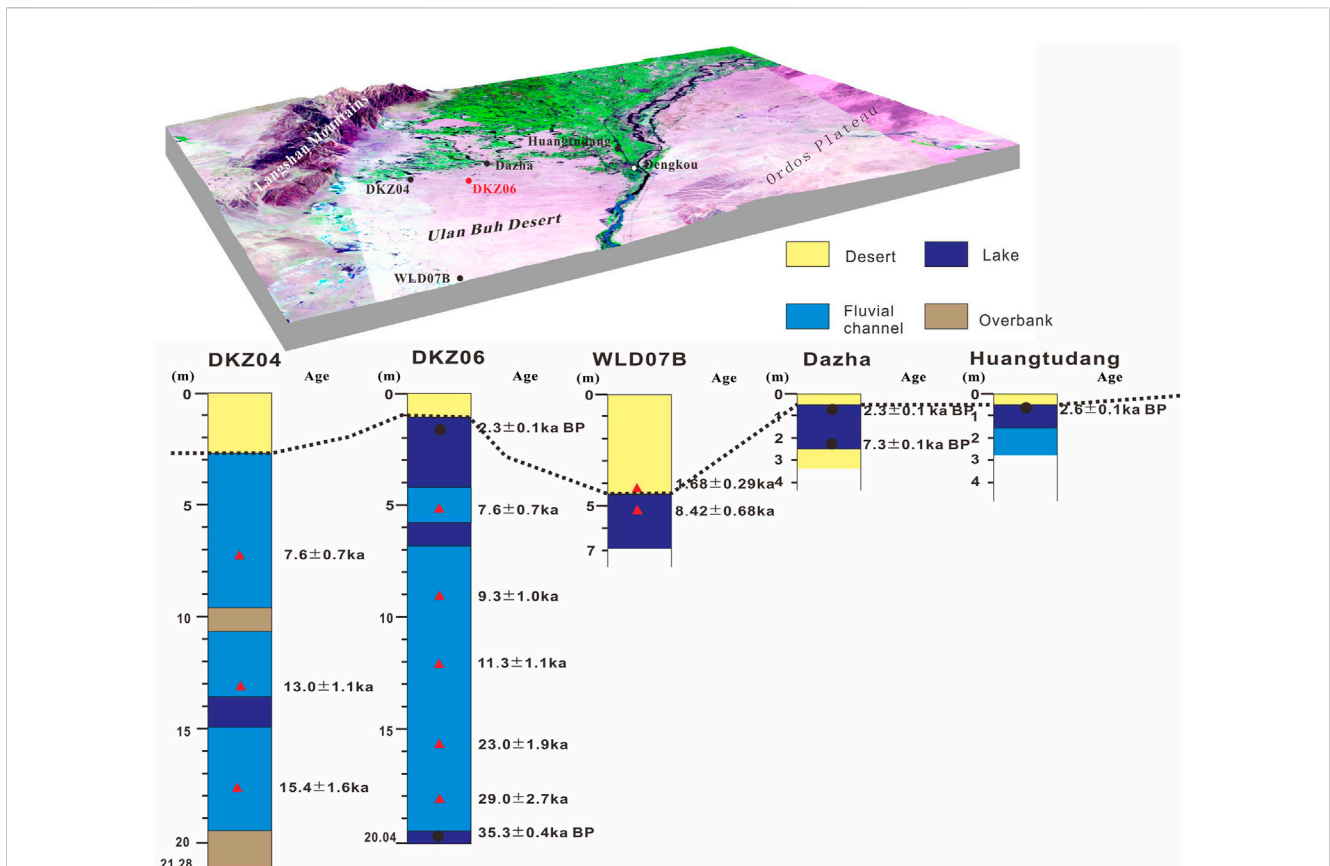 Langshan Mountains
Huangtudang
Dazha
Dengkou
Ordos Plateau
DKZ04
DKZ06
Ulan Buh Desert
WLD07B
Desert
Lake
Fluvial
channel
Overbank
DKZ04
DKZ06
WLD07B
Dazha
Huangtudang
(m) Age
(m) Age
(m) Age
(m) Age
(m) Age
0
5
10
15
20
21.28
7.6±0.7ka
13.0±1.1ka
15.4±1.6ka
0
5
10
15
20.04
2.3±0.1ka BP
7.6±0.7ka
9.3±1.0ka
11.3±1.1ka
23.0±1.9ka
29.0±2.7ka
35.3±0.4ka BP
0
5
7
1.68±0.29ka
8.42±0.68ka
0
1
2
3
4
2.3±0.1ka BP
7.3±0.1ka BP
0
1
2
3
4
2.6±0.1ka BP